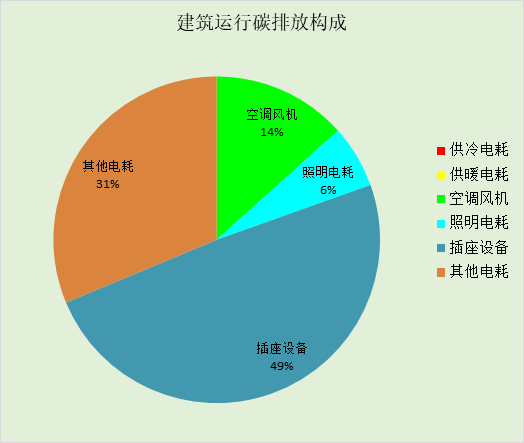 建筑运行碳排放构成
空调风机
14%
照明电耗
6%
其他电耗
31%
插座设备
49%
供冷电耗
供暖电耗
空调风机
照明电耗
插座设备
其他电耗